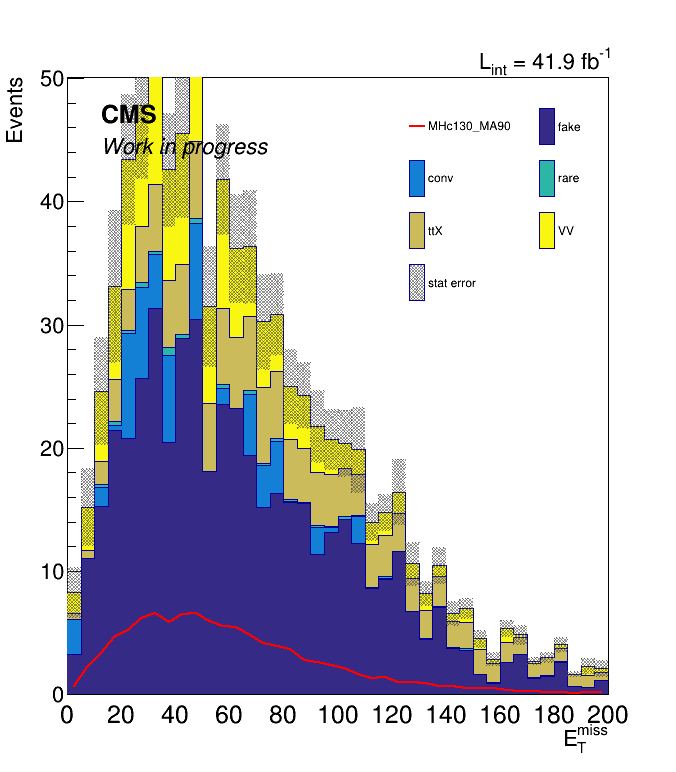 L_int = 41.9 fb^-1
Events
50
CMS
Work in progress
MHc130_MA90
fake
conv
rare
ttX
VV
stat error
40
30
20
10
0
0 20 40 60 80 100 120 140 160 180 200
E_T^miss